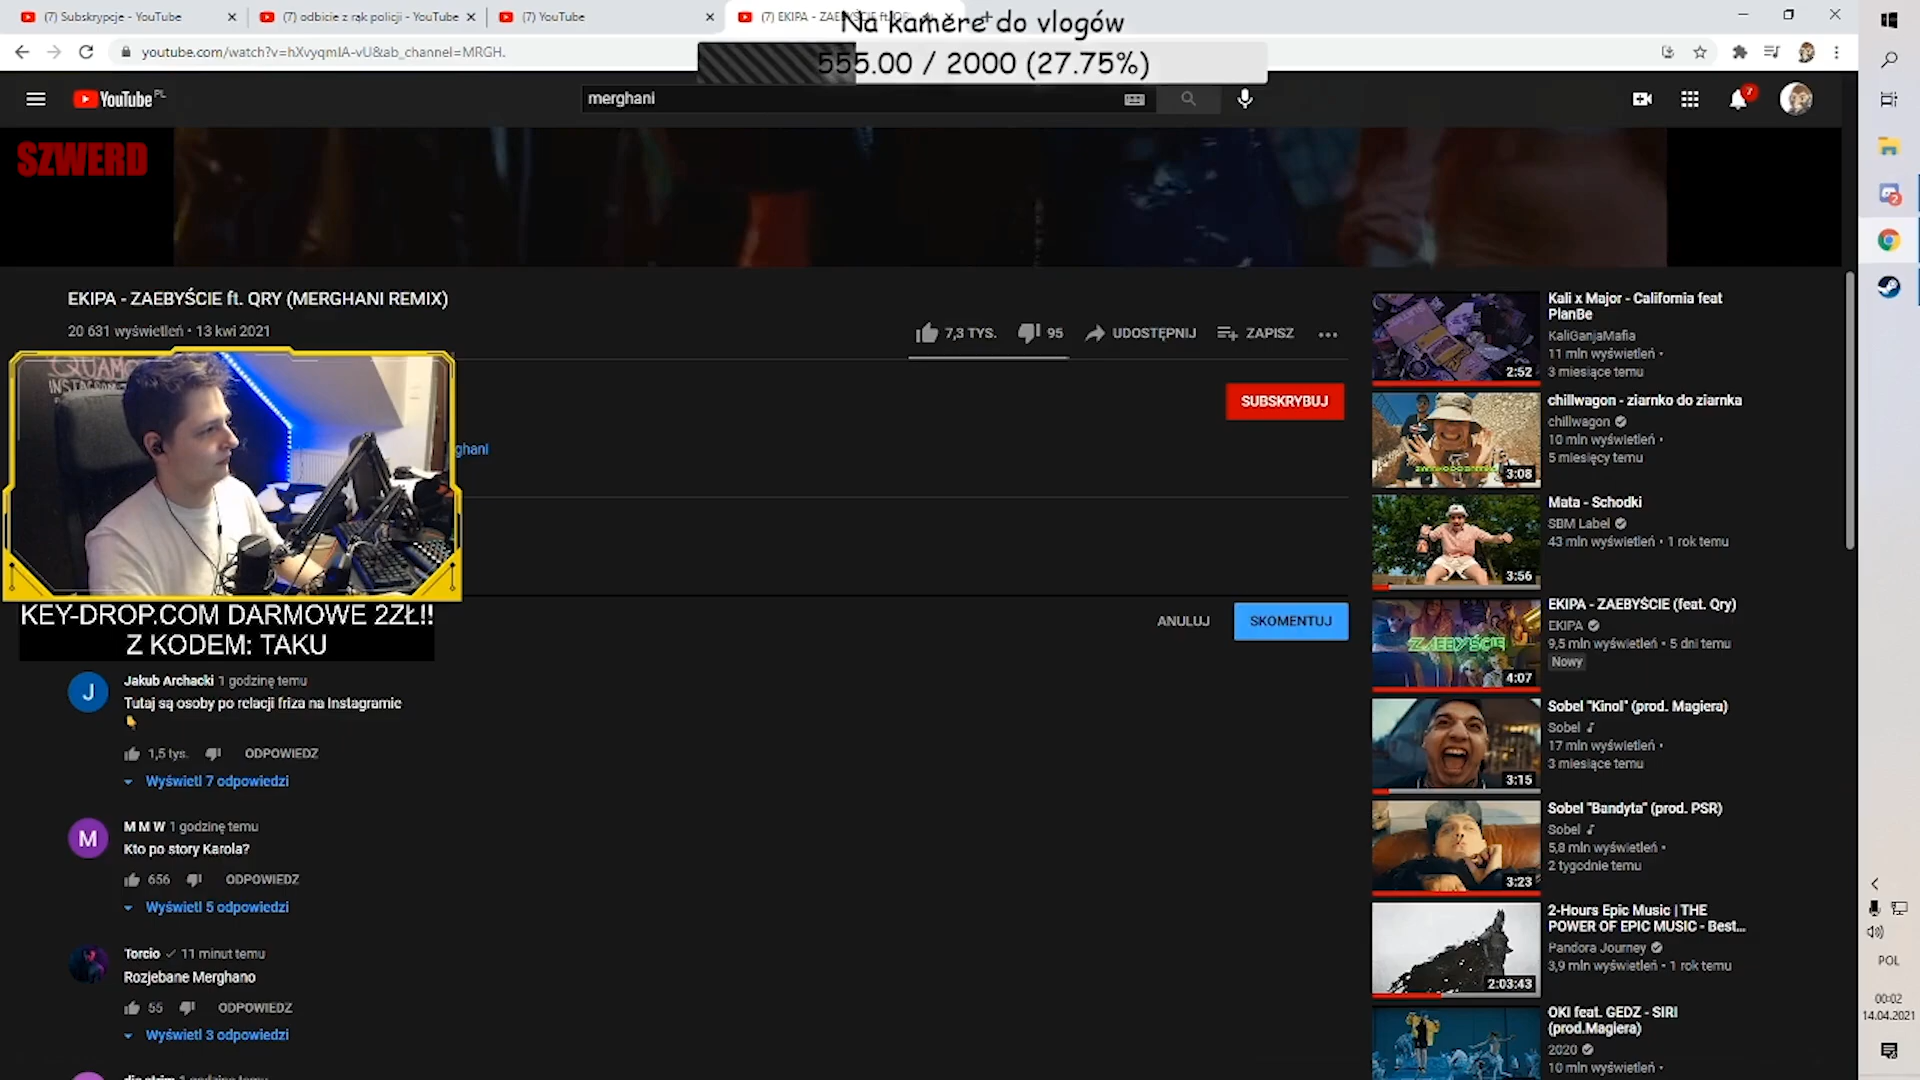 (7) Subskrypcje - YouTube
(7) odbicie z rąk policji - YouTube
(7) YouTube
(7) EKIPA - ZAEBYŚCIE ft.
Na kamere do vlogów
youtube.com/watch?v=hXvyqmIA-vU&ab_channel=MRGH.
555.00 / 2000 (27.75%)
YouTube PL
merghani
7
SZWERD
2
EKIPA - ZAEBYŚCIE ft. QRY (MERGHANI REMIX)
20 631 wyświetleń • 13 kwi 2021
7,3 TYS.
95
UDOSTĘPNIJ
ZAPISZ
SUBSKRYBUJ
ghani
KEY-DROP.COM DARMOWE 2ZŁ!!
Z KODEM: TAKU
ANULUJ
SKOMENTUJ
J
Jakub Archacki 1 godzinę temu
Tutaj są osoby po relacji friza na Instagramie
1,5 tys.
ODPOWIEDZ
Wyświetl 7 odpowiedzi
M
M M W 1 godzinę temu
Kto po story Karola?
656
ODPOWIEDZ
Wyświetl 5 odpowiedzi
Torcio 11 minut temu
Rozjebane Merghano
55
ODPOWIEDZ
Wyświetl 3 odpowiedzi
2:52
Kali x Major - California feat
PlanBe
KaliGanjaMafia
11 mln wyświetleń •
3 miesiące temu
3:08
chillwagon - ziarnko do ziarnka
chillwagon
10 mln wyświetleń •
5 miesięcy temu
3:56
Mata - Schodki
SBM Label
43 mln wyświetleń • 1 rok temu
ZAEBYŚCIE
4:07
EKIPA - ZAEBYŚCIE (feat. Qry)
EKIPA
9,5 mln wyświetleń • 5 dni temu
Nowy
3:15
Sobel "Kinol" (prod. Magiera)
Sobel
17 mln wyświetleń •
3 miesiące temu
3:23
Sobel "Bandyta" (prod. PSR)
Sobel
5,8 mln wyświetleń •
2 tygodnie temu
2:03:43
2-Hours Epic Music | THE
POWER OF EPIC MUSIC - Best...
Pandora Journey
3,9 mln wyświetleń • 1 rok temu
OKI feat. GEDZ - SIRI
(prod.Magiera)
2020
10 mln wyświetleń •
POL
00:02
14.04.2021